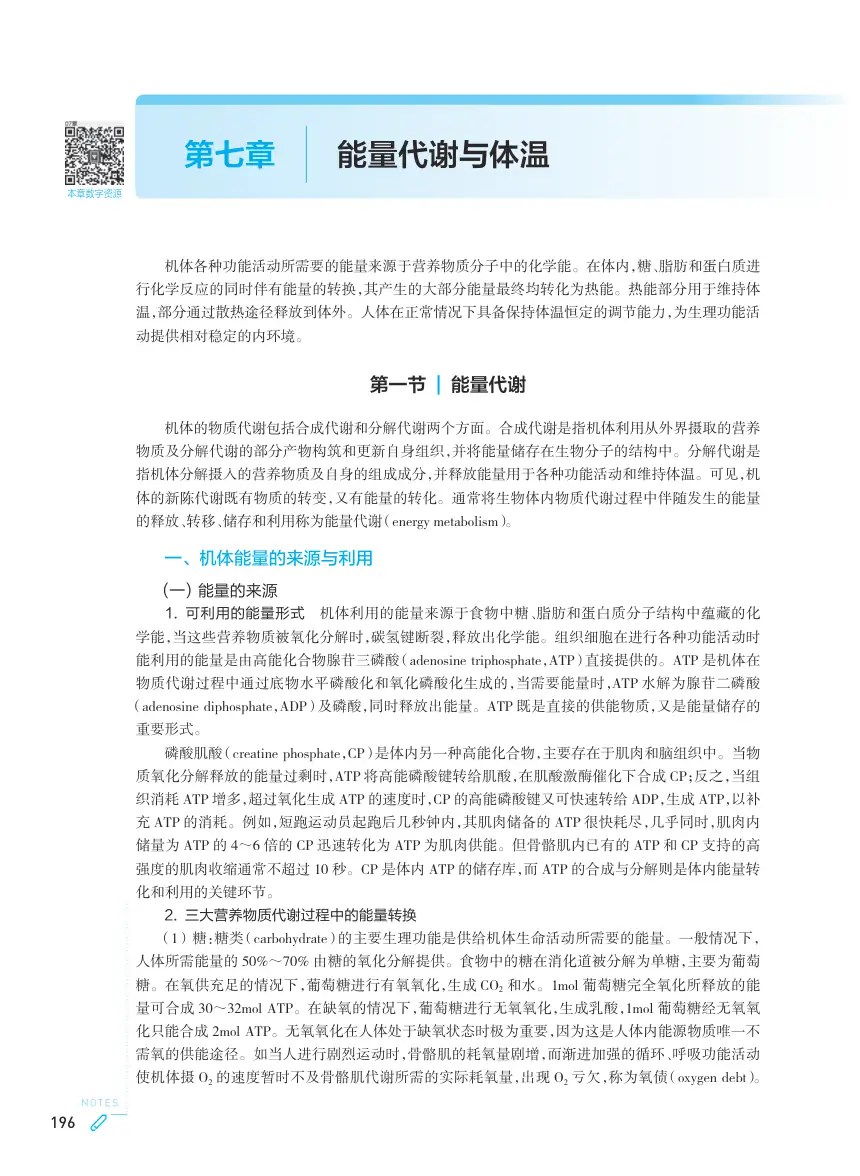 第七章 能量代谢与体温
本章数字资源
机体各种功能活动所需要的能量来源于营养物质分子中的化学能。在体内,糖、脂肪和蛋白质进
行化学反应的同时伴有能量的转换,其产生的大部分能量最终均转化为热能。热能部分用于维持体
温,部分通过散热途径释放到体外。人体在正常情况下具备保持体温恒定的调节能力,为生理功能活
动提供相对稳定的内环境。
第一节 | 能量代谢
机体的物质代谢包括合成代谢和分解代谢两个方面。合成代谢是指机体利用从外界摄取的营养
物质及分解代谢的部分产物构筑和更新自身组织,并将能量储存在生物分子的结构中。分解代谢是
指机体分解摄入的营养物质及自身的组成成分,并释放能量用于各种功能活动和维持体温。可见,机
体的新陈代谢既有物质的转变,又有能量的转化。通常将生物体内物质代谢过程中伴随发生的能量
的释放、转移、储存和利用称为能量代谢(energy metabolism)。
一、机体能量的来源与利用
(一) 能量的来源
1. 可利用的能量形式 机体利用的能量来源于食物中糖、脂肪和蛋白质分子结构中蕴藏的化
学能,当这些营养物质被氧化分解时,碳氢键断裂,释放出化学能。组织细胞在进行各种功能活动时
能利用的能量是由高能化合物腺苷三磷酸(adenosine triphosphate,ATP)直接提供的。ATP 是机体在
物质代谢过程中通过底物水平磷酸化和氧化磷酸化生成的,当需要能量时,ATP 水解为腺苷二磷酸
(adenosine diphosphate,ADP)及磷酸,同时释放出能量。ATP 既是直接的供能物质,又是能量储存的
重要形式。
磷酸肌酸(creatine phosphate,CP)是体内另一种高能化合物,主要存在于肌肉和脑组织中。当物
质氧化分解释放的能量过剩时,ATP 将高能磷酸键转给肌酸,在肌酸激酶催化下合成 CP;反之,当组
织消耗 ATP 增多,超过氧化生成 ATP 的速度时,CP 的高能磷酸键又可快速转给 ADP,生成 ATP,以补
充 ATP 的消耗。例如,短跑运动员起跑后几秒钟内,其肌肉储备的 ATP 很快耗尽,几乎同时,肌肉内
储量为 ATP 的 4~6 倍的 CP 迅速转化为 ATP 为肌肉供能。但骨骼肌内已有的 ATP 和 CP 支持的高
强度的肌肉收缩通常不超过 10 秒。CP 是体内 ATP 的储存库,而 ATP 的合成与分解则是体内能量转
化和利用的关键环节。
2. 三大营养物质代谢过程中的能量转换
(1)糖:糖类(carbohydrate)的主要生理功能是供给机体生命活动所需要的能量。一般情况下,
人体所需能量的 50%~70% 由糖的氧化分解提供。食物中的糖在消化道被分解为单糖,主要为葡萄
糖。在氧供充足的情况下,葡萄糖进行有氧氧化,生成 CO₂ 和水。1mol 葡萄糖完全氧化所释放的能
量可合成 30~32mol ATP。在缺氧的情况下,葡萄糖进行无氧氧化,生成乳酸,1mol 葡萄糖经无氧氧
化只能合成 2mol ATP。无氧氧化在人体处于缺氧状态时极为重要,因为这是人体内能源物质唯一不
需氧的供能途径。如当人进行剧烈运动时,骨骼肌的耗氧量剧增,而渐进加强的循环、呼吸功能活动
使机体摄 O₂ 的速度暂时不及骨骼肌代谢所需的实际耗氧量,出现 O₂ 亏欠,称为氧债(oxygen debt)。
NOTES
196